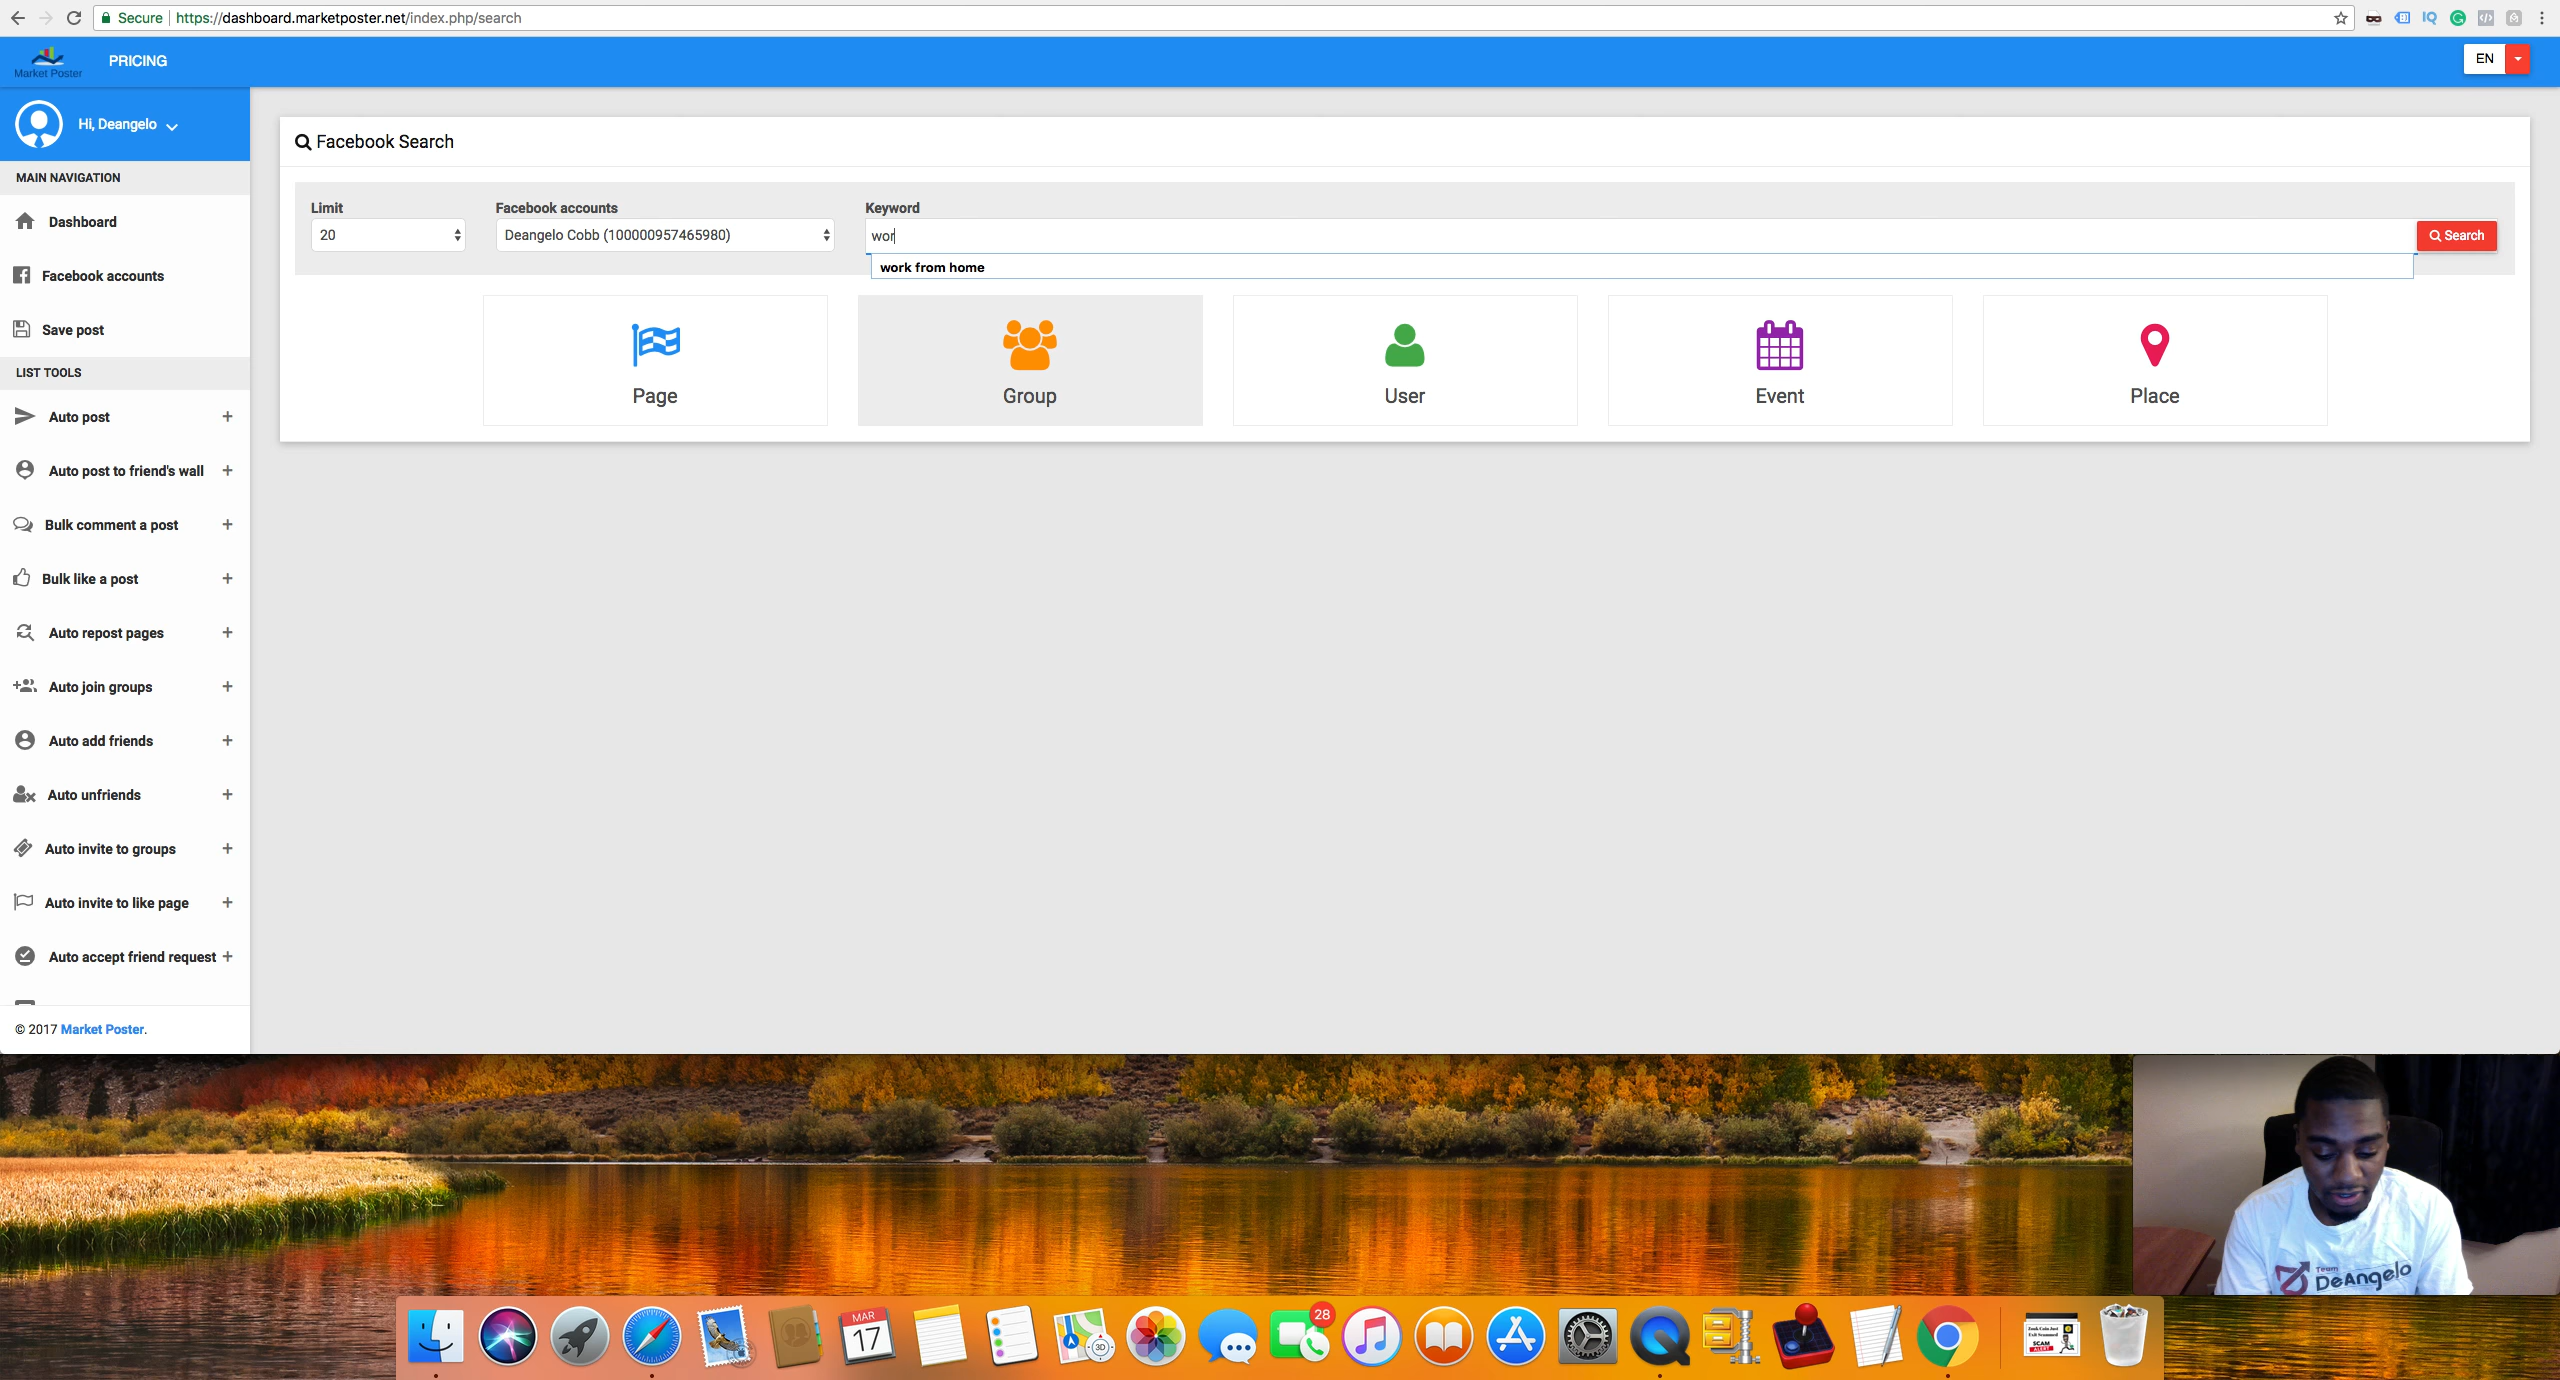 Secure
https://dashboard.marketposter.net/index.php/search
Market Poster
PRICING
EN
Hi, Deangelo
MAIN NAVIGATION
Dashboard
Facebook accounts
Save post
LIST TOOLS
Auto post
Auto post to friend's wall
Bulk comment a post
Bulk like a post
Auto repost pages
Auto join groups
Auto add friends
Auto unfriends
Auto invite to groups
Auto invite to like page
Auto accept friend request
© 2017 Market Poster.
Facebook Search
Limit
20
Facebook accounts
Deangelo Cobb (100000957465980)
Keyword
wor
Search
work from home
Page
Group
User
Event
Place
Team
DeAngelo
MAR
17
3D
28
SCAM
ALERT